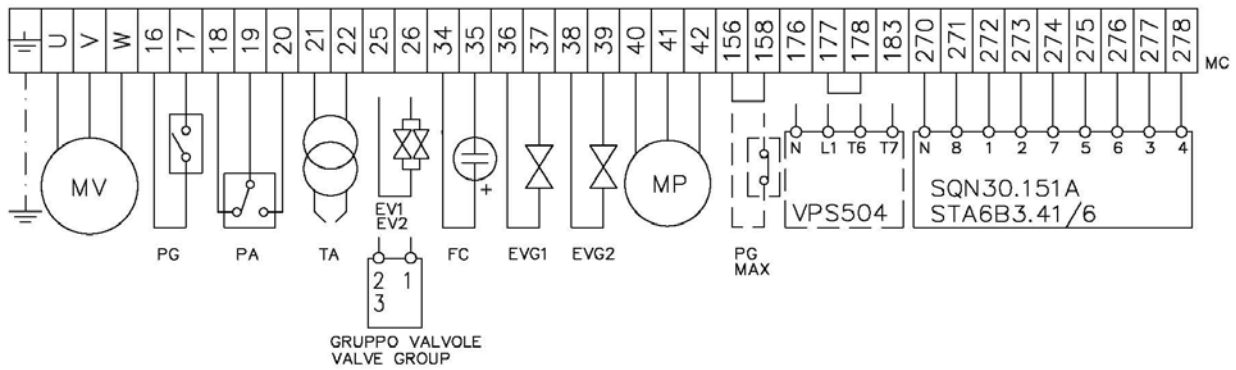 U V W 16 17 18 19 20 21 22 25 26 34 35 36 37 38 39 40 41 42 156 158 176 177 178 183 270 271 272 273 274 275 276 277 278 MC
N L1 T6 T7 N 8 1 2 7 5 6 3 4
MV
MP
SQN30.151A
STA6B3.41/6
VPS504
+
EV1
EV2
PG PA TA FC EVG1 EVG2 PG
MAX
2 1
3
GRUPPO VALVOLE
VALVE GROUP